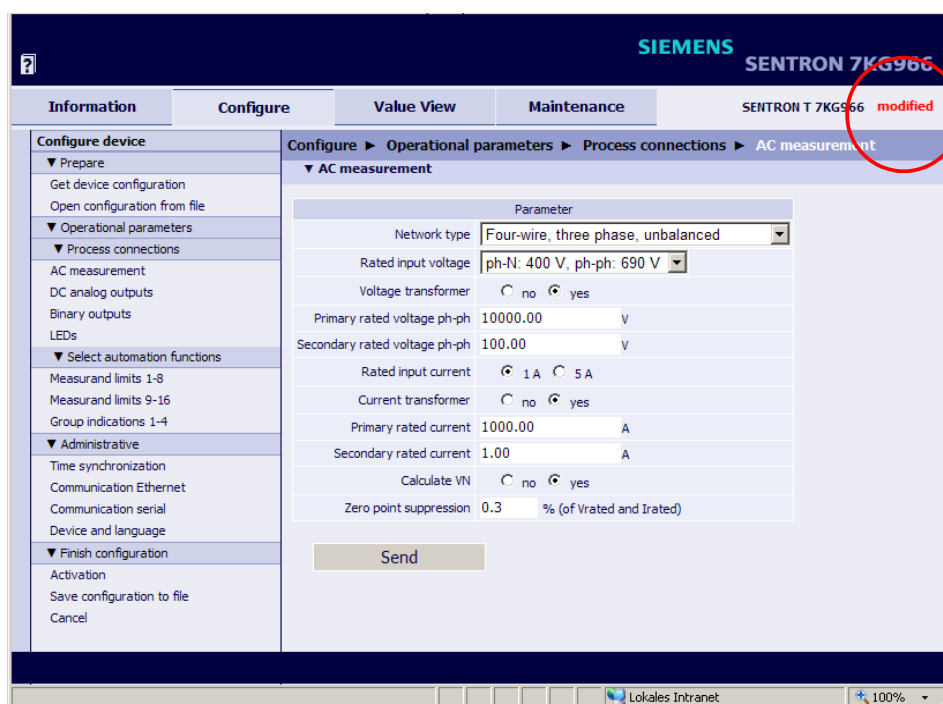 SIEMENS
? SENTRON 7KG966
Information Configure Value View Maintenance SENTRON T 7KG966 modified
Configure device
▼ Prepare
Get device configuration
Open configuration from file
▼ Operational parameters
▼ Process connections
AC measurement
DC analog outputs
Binary outputs
LEDs
▼ Select automation functions
Measurand limits 1-8
Measurand limits 9-16
Group indications 1-4
▼ Administrative
Time synchronization
Communication Ethernet
Communication serial
Device and language
▼ Finish configuration
Activation
Save configuration to file
Cancel
Configure ► Operational parameters ► Process connections ► AC measurement
▼ AC measurement
Parameter
Network type Four-wire, three phase, unbalanced
Rated input voltage ph-N: 400 V, ph-ph: 690 V
Voltage transformer no yes
Primary rated voltage ph-ph 10000.00 V
Secondary rated voltage ph-ph 100.00 V
Rated input current 1 A 5 A
Current transformer no yes
Primary rated current 1000.00 A
Secondary rated current 1.00 A
Calculate VN no yes
Zero point suppression 0.3 % (of Vrated and Irated)
Send
Lokales Intranet 100%